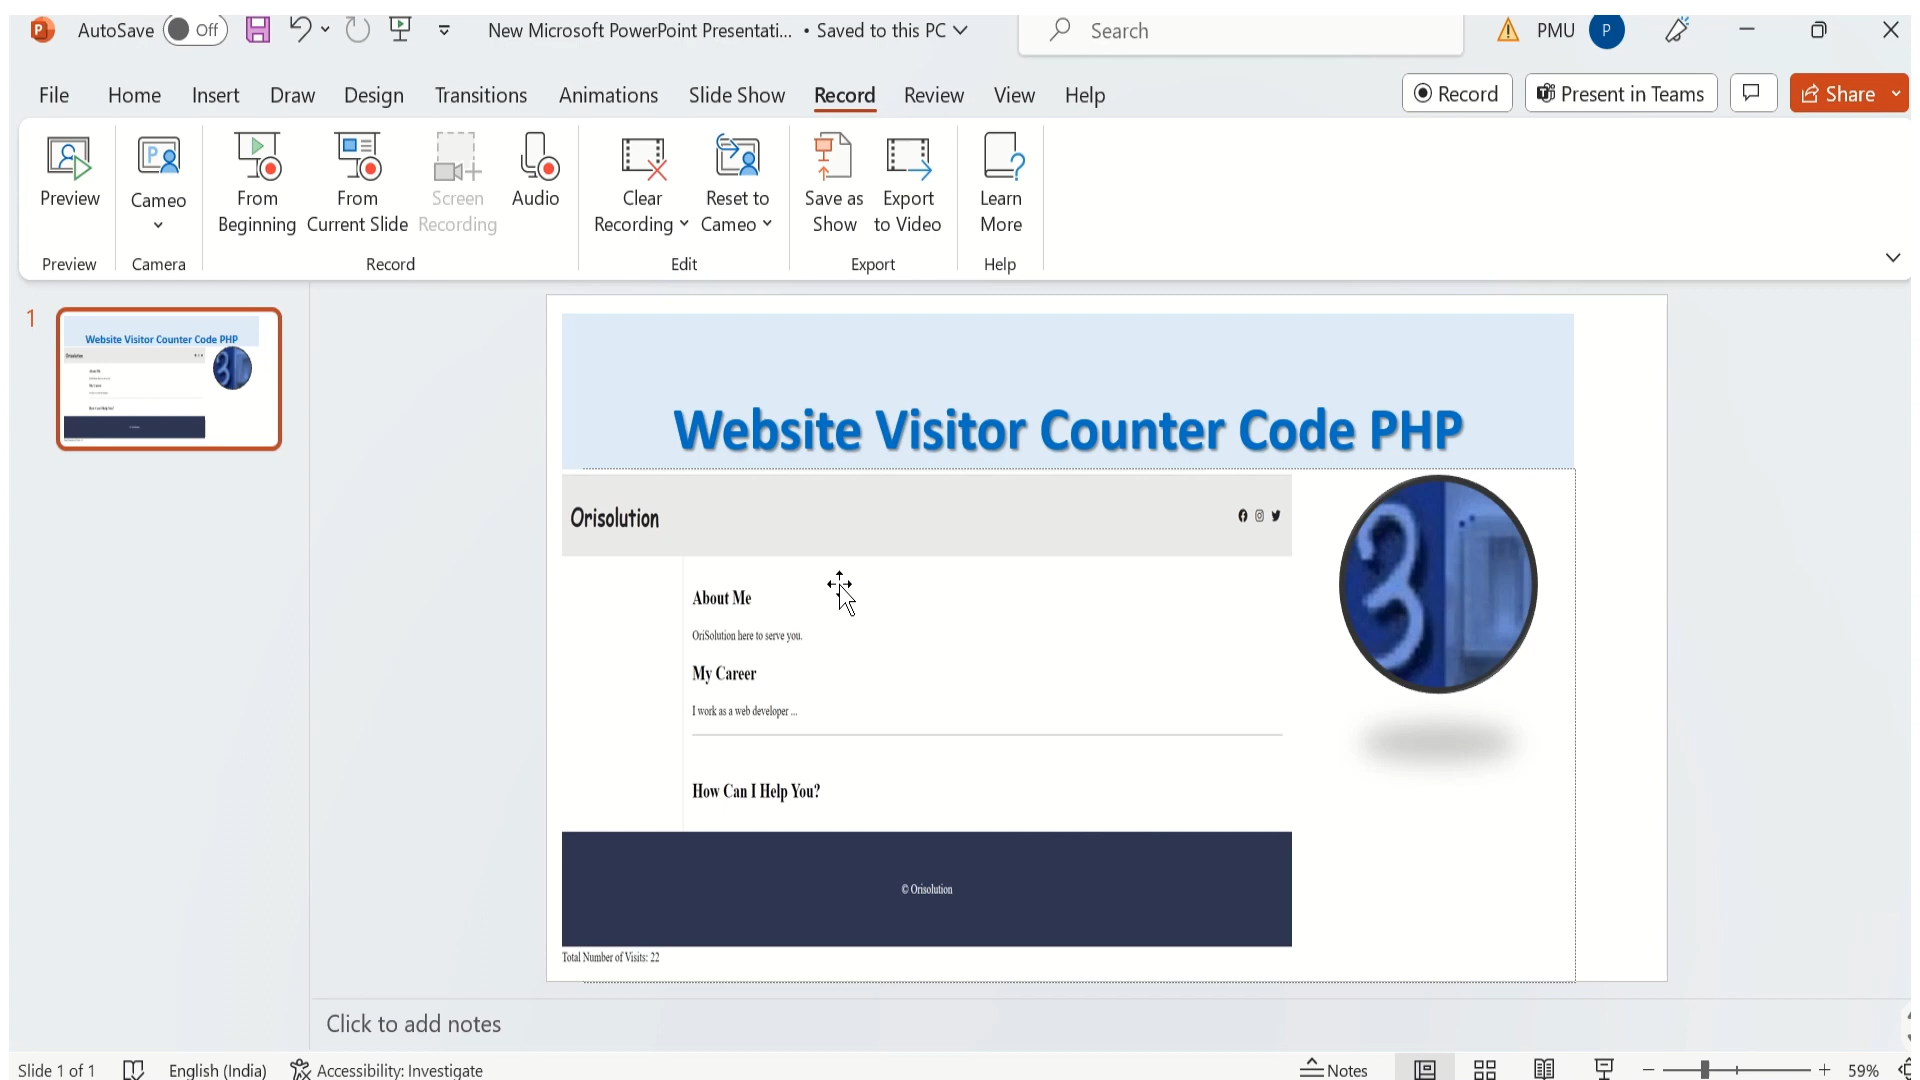 AutoSave Off New Microsoft PowerPoint Presentati... • Saved to this PC Search PMU P
File Home Insert Draw Design Transitions Animations Slide Show Record Review View Help Record Present in Teams Share
Preview Cameo From Beginning From Current Slide Screen Recording Audio Clear Recording Reset to Cameo Save as Show Export to Video Learn More
Preview Camera Record Edit Export Help
1
Website Visitor Counter Code PHP
Website Visitor Counter Code PHP
Orisolution
About Me
OriSolution here to serve you.
My Career
I work as a web developer ...
How Can I Help You?
© Orisolution
Total Number of Visits: 22
Click to add notes
Slide 1 of 1 English (India) Accessibility: Investigate Notes 59%